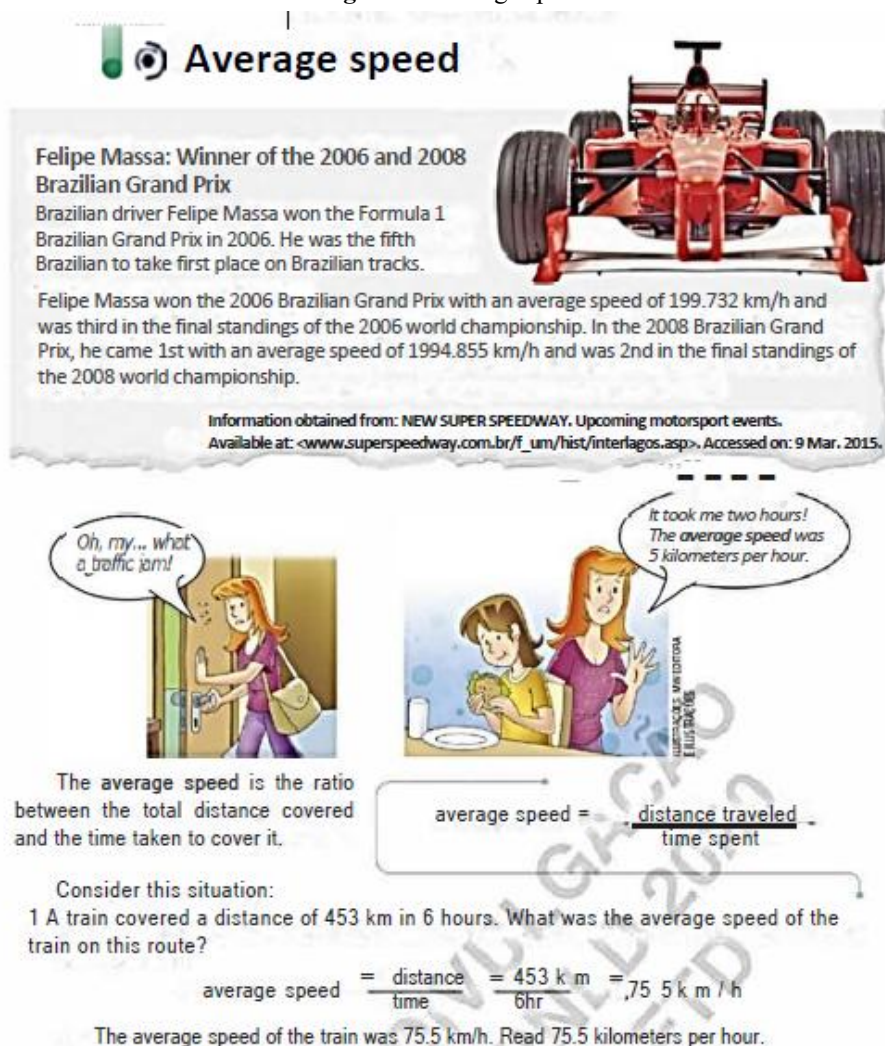 Average speed
Felipe Massa: Winner of the 2006 and 2008
Brazilian Grand Prix
Brazilian driver Felipe Massa won the Formula 1
Brazilian Grand Prix in 2006. He was the fifth
Brazilian to take first place on Brazilian tracks.
Felipe Massa won the 2006 Brazilian Grand Prix with an average speed of 199.732 km/h and
was third in the final standings of the 2006 world championship. In the 2008 Brazilian Grand
Prix, he came 1st with an average speed of 1994.855 km/h and was 2nd in the final standings of
the 2008 world championship.
Information obtained from: NEW SUPER SPEEDWAY. Upcoming motorsport events.
Available at: <www.superspeedway.com.br/f_um/hist/interlagos.asp>. Accessed on: 9 Mar. 2015.
Oh, my... what
a traffic jam!
It took me two hours!
The average speed was
5 kilometers per hour.
ILUSTRAÇÕES: MW EDITORA
E ILUSTRAÇÕES
The average speed is the ratio
between the total distance covered
and the time taken to cover it.
average speed = distance traveled
time spent
Consider this situation:
1 A train covered a distance of 453 km in 6 hours. What was the average speed of the
train on this route?
average speed = distance = 453 k m = ,75 5 k m / h
time 6hr
The average speed of the train was 75.5 km/h. Read 75.5 kilometers per hour.